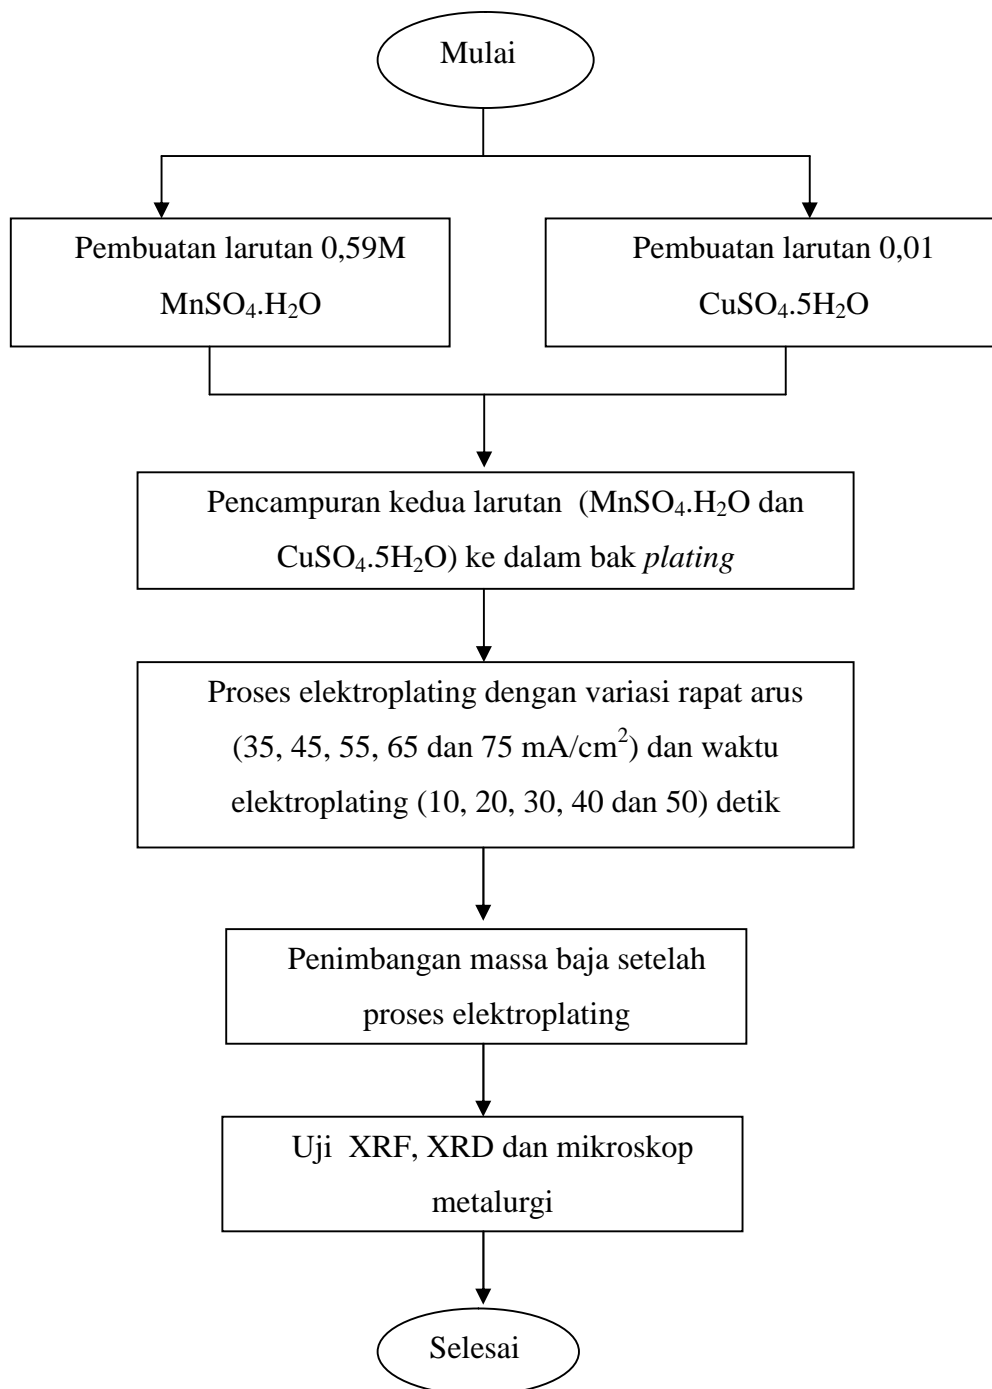 Mulai
Pembuatan larutan 0,59M
MnSO₄.H₂O
Pembuatan larutan 0,01
CuSO₄.5H₂O
Pencampuran kedua larutan (MnSO₄.H₂O dan
CuSO₄.5H₂O) ke dalam bak plating
Proses elektroplating dengan variasi rapat arus
(35, 45, 55, 65 dan 75 mA/cm²) dan waktu
elektroplating (10, 20, 30, 40 dan 50) detik
Penimbangan massa baja setelah
proses elektroplating
Uji XRF, XRD dan mikroskop
metalurgi
Selesai